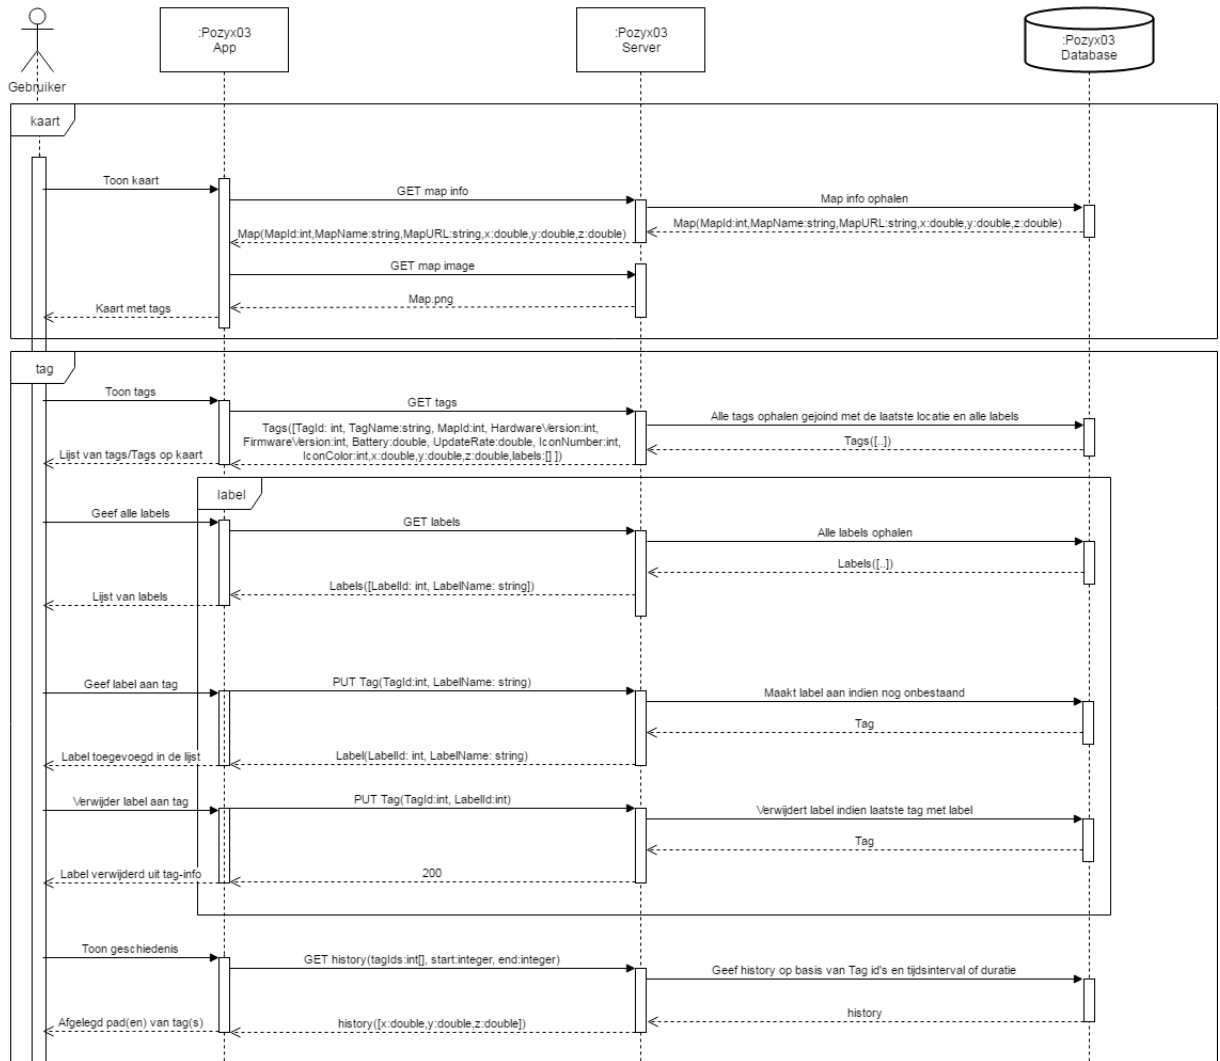 :Pozyx03
App
:Pozyx03
Server
:Pozyx03
Database
Gebruiker
kaart
Toon kaart
GET map info
Map info ophalen
Map(MapId:int,MapName:string,MapURL:string,x:double,y:double,z:double)
Map(MapId:int,MapName:string,MapURL:string,x:double,y:double,z:double)
GET map image
Map.png
Kaart met tags
tag
Toon tags
GET tags
Alle tags ophalen gejoind met de laatste locatie en alle labels
Tags([TagId: int, TagName:string, MapId:int, HardwareVersion:int,
FirmwareVersion:int, Battery:double, UpdateRate:double, IconNumber:int,
IconColor:int,x:double,y:double,z:double,labels:[] ])
Tags([..])
Lijst van tags/Tags op kaart
label
Geef alle labels
GET labels
Alle labels ophalen
Labels([..])
Labels([LabelId: int, LabelName: string])
Lijst van labels
Geef label aan tag
PUT Tag(TagId:int, LabelName: string)
Maakt label aan indien nog onbestaand
Tag
Label(LabelId: int, LabelName: string)
Label toegevoegd in de lijst
Verwijder label aan tag
PUT Tag(TagId:int, LabelId:int)
Verwijdert label indien laatste tag met label
Tag
200
Label verwijderd uit tag-info
Toon geschiedenis
GET history(tagIds:int[], start:integer, end:integer)
Geef history op basis van Tag id's en tijdsinterval of duratie
history
history([x:double,y:double,z:double])
Afgelegd pad(en) van tag(s)